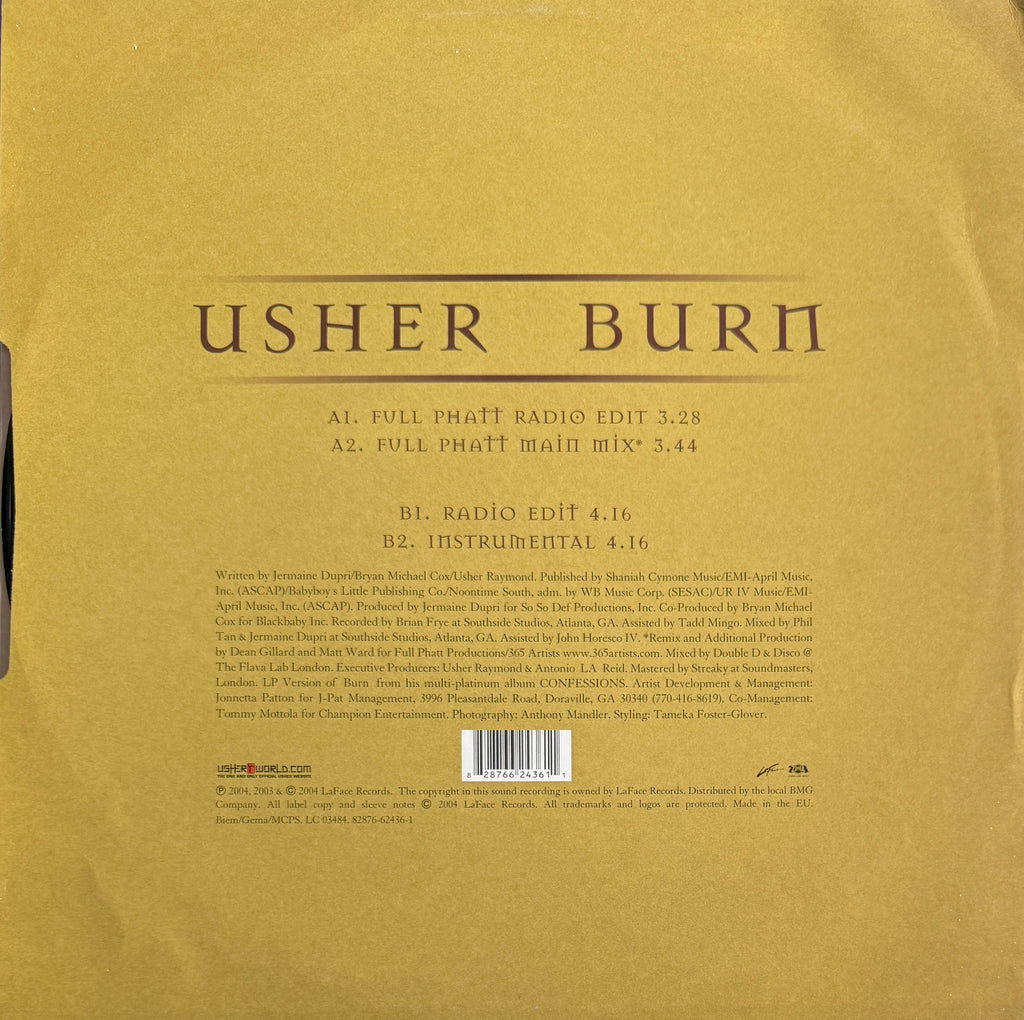 USHER BURN
A1. FULL PHATT RADIO EDIT 3.28
A2. FULL PHATT MAIN MIX* 3.44
B1. RADIO EDIT 4.16
B2. INSTRUMENTAL 4.16
Written by Jermaine Dupri/Bryan Michael Cox/Usher Raymond. Published by Shaniah Cymone Music/EMI-April Music,
Inc. (ASCAP)/Babyboy s Little Publishing Co./Noontime South, adm. by WB Music Corp. (SESAC)/UR IV Music/EMI-
April Music, Inc. (ASCAP). Produced by Jermaine Dupri for So So Def Productions, Inc. Co-Produced by Bryan Michael
Cox for Blackbaby Inc. Recorded by Brian Frye at Southside Studios, Atlanta, GA. Assisted by Tadd Mingo. Mixed by Phil
Tan & Jermaine Dupri at Southside Studios, Atlanta, GA. Assisted by John Horesco IV. *Remix and Additional Production
by Dean Gillard and Matt Ward for Full Phatt Productions/365 Artists www.365artists.com. Mixed by Double D & Disco @
The Flava Lab London. Executive Producers: Usher Raymond & Antonio LA Reid. Mastered by Streaky at Soundmasters,
London. LP Version of Burn from his multi-platinum album CONFESSIONS. Artist Development & Management:
Jonnetta Patton for J-Pat Management, 3996 Pleasantdale Road, Doraville, GA 30340 (770-416-8619). Co-Management:
Tommy Mottola for Champion Entertainment. Photography: Anthony Mandler. Styling: Tameka Foster-Glover.
8 28766 24361 1
USHERWORLD.COM
THE ONE AND ONLY OFFICIAL USHER WEBSITE
LaFace
℗ 2004, 2003 & © 2004 LaFace Records. The copyright in this sound recording is owned by LaFace Records. Distributed by the local BMG
Company. All label copy and sleeve notes © 2004 LaFace Records. All trademarks and logos are protected. Made in the EU.
Biem/Gema/MCPS. LC 03484. 82876-62436-1